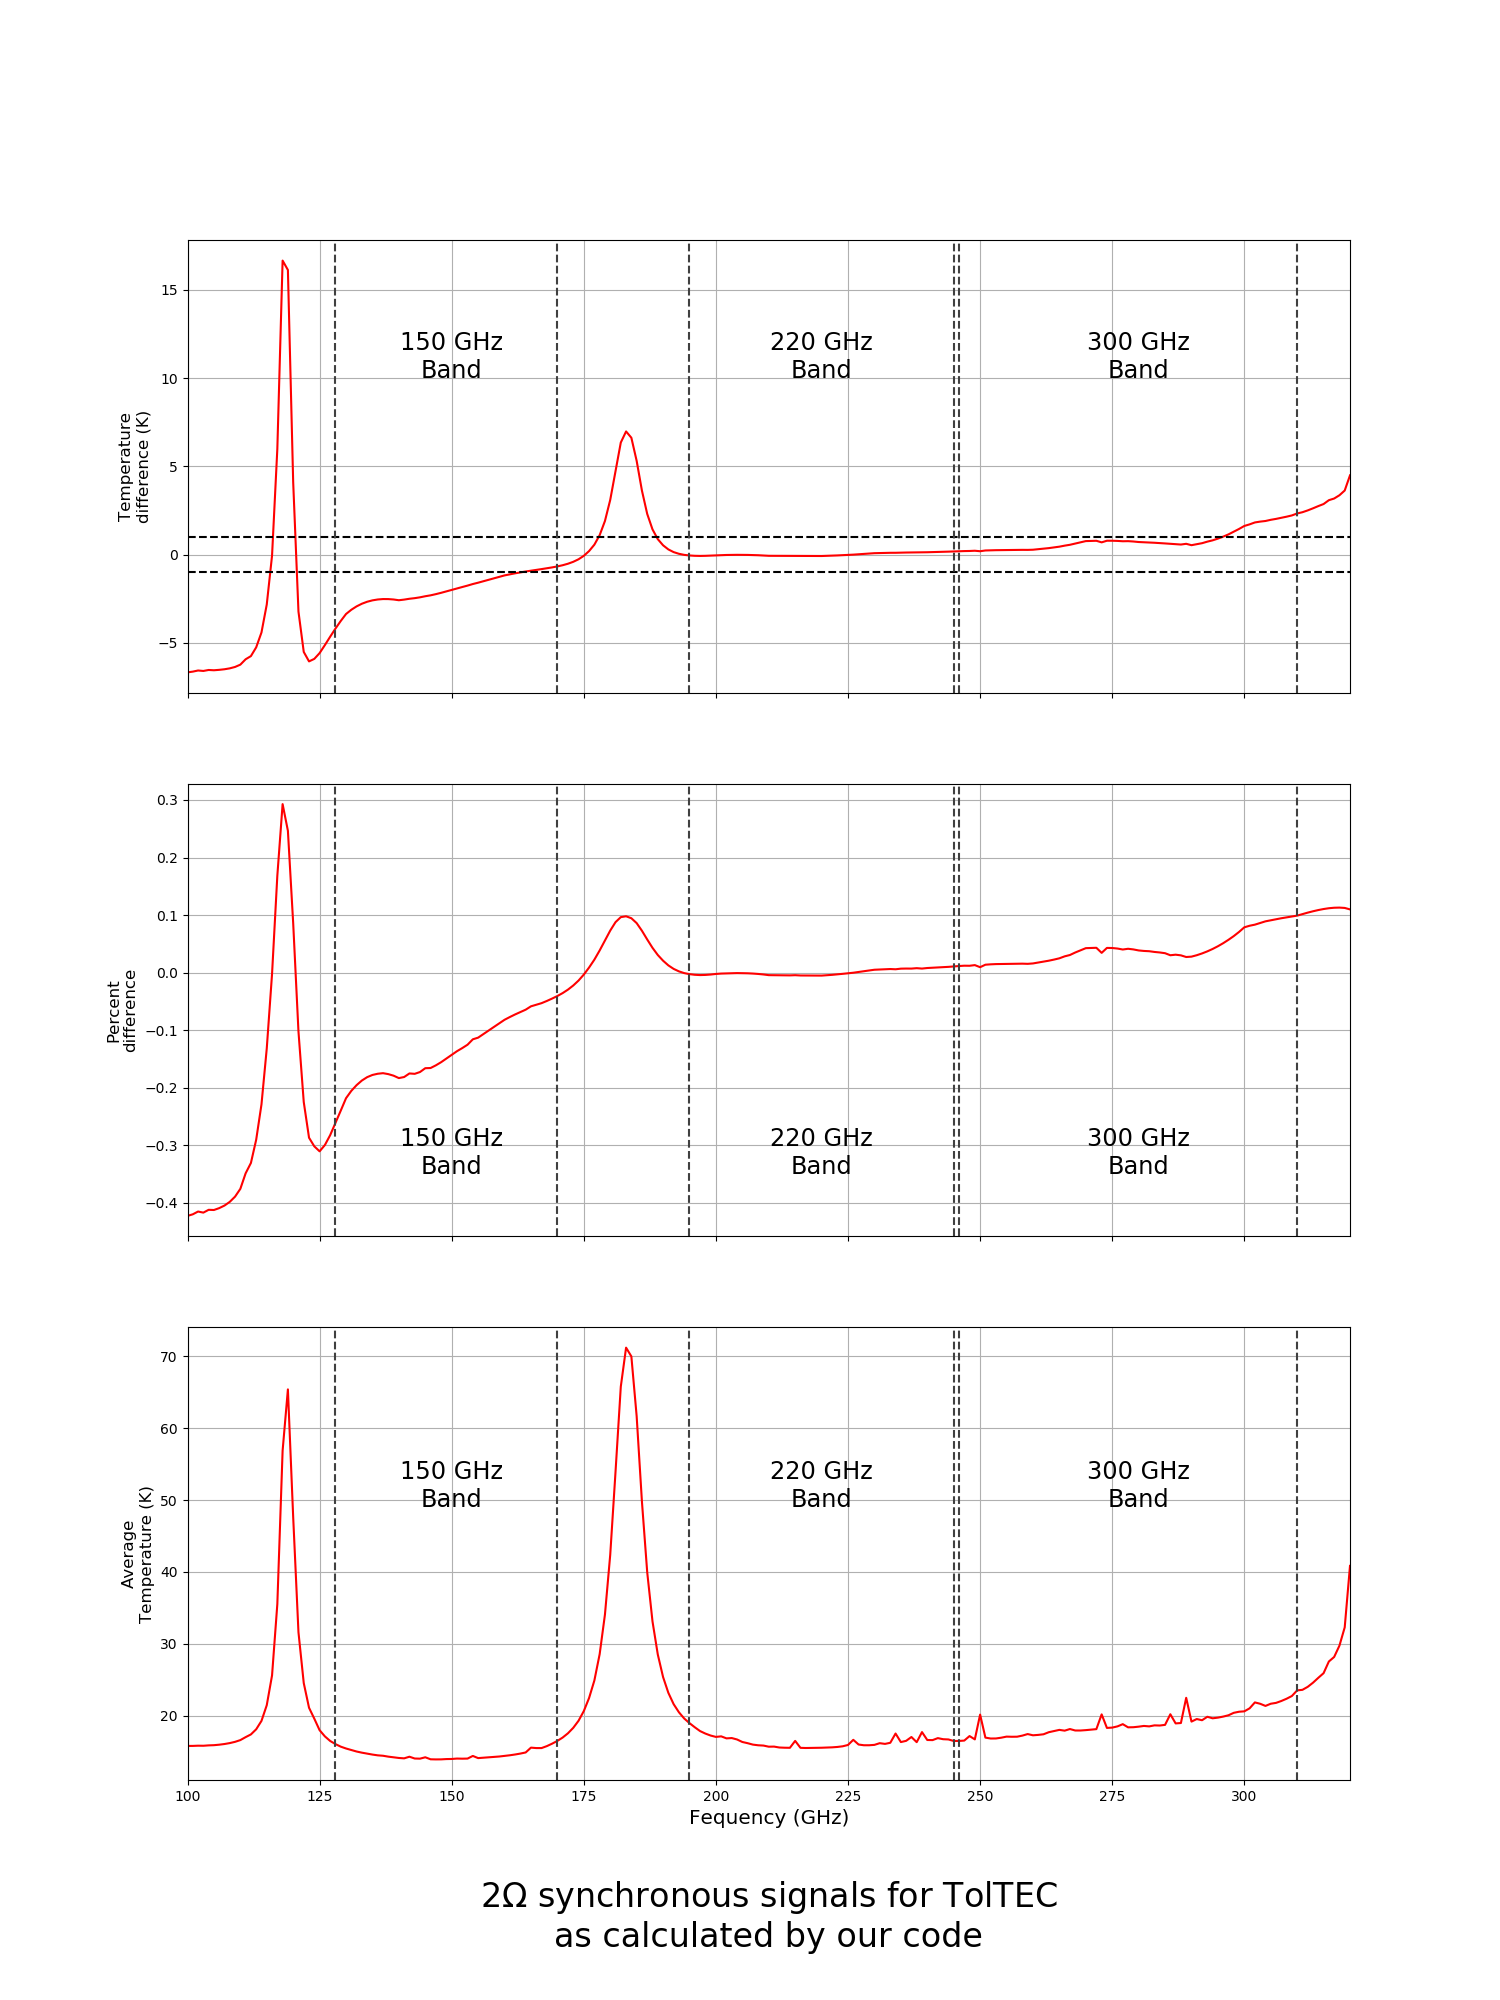 15
10
5
0
−5
Temperature
difference (K)
150 GHz
Band
220 GHz
Band
300 GHz
Band
0.3
0.2
0.1
0.0
−0.1
−0.2
−0.3
−0.4
Percent
difference
150 GHz
Band
220 GHz
Band
300 GHz
Band
70
60
50
40
30
20
Average
Temperature (K)
150 GHz
Band
220 GHz
Band
300 GHz
Band
100 125 150 175 200 225 250 275 300
Fequency (GHz)
2Ω synchronous signals for TolTEC
as calculated by our code